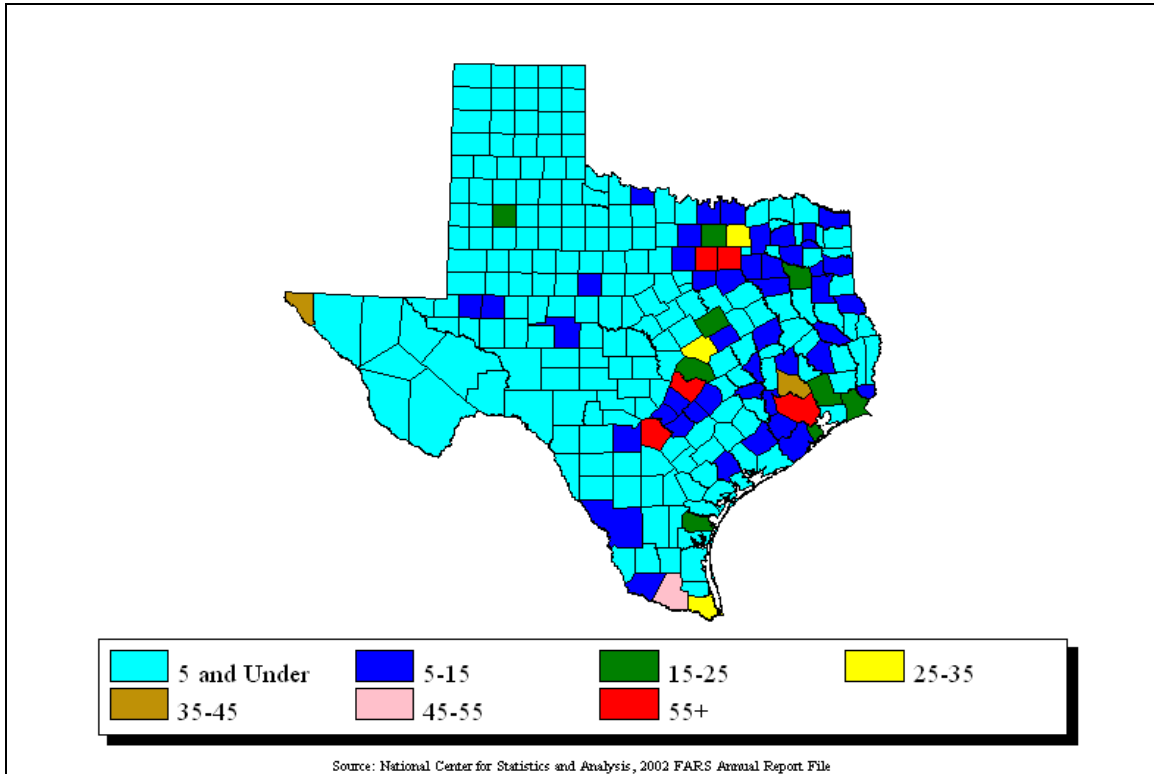 5 and Under 5-15 15-25 25-35
35-45 45-55 55+
Source: National Center for Statistics and Analysis, 2002 FARS Annual Report File